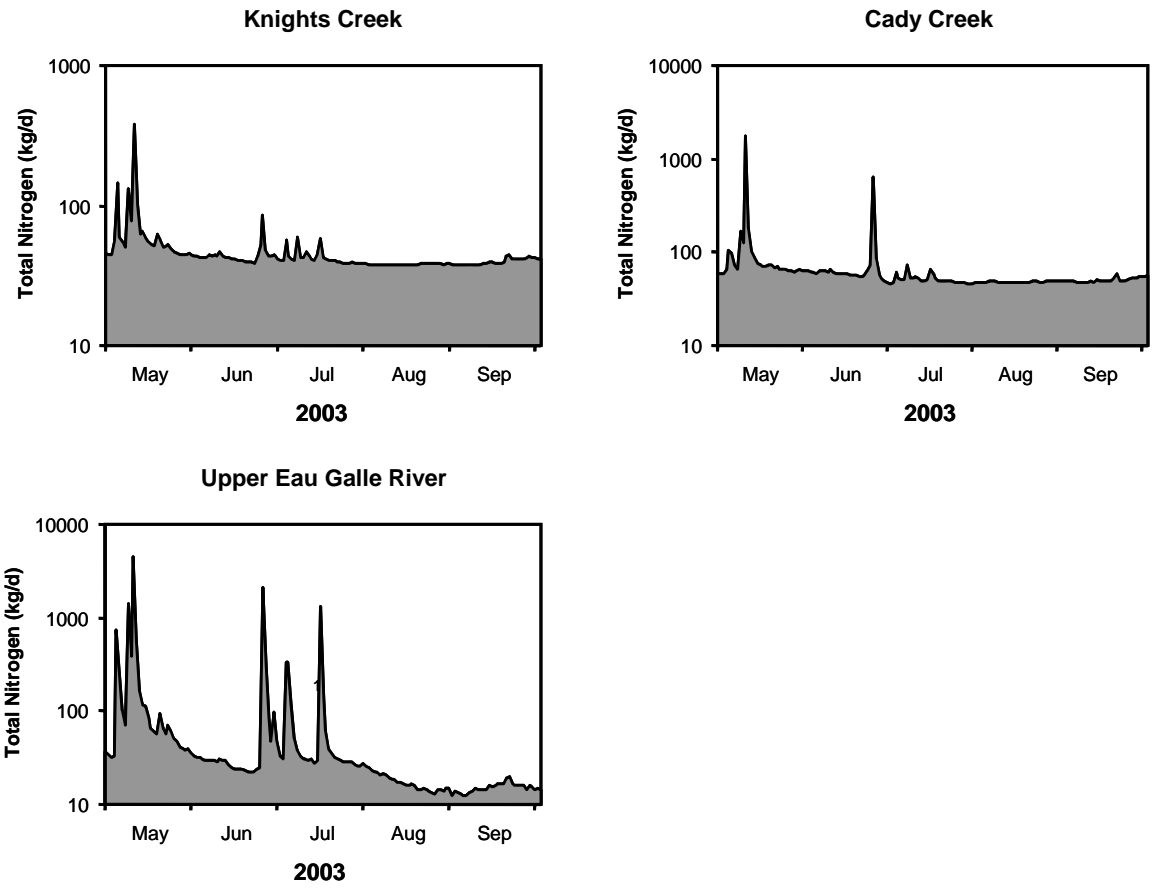 Knights Creek
Total Nitrogen (kg/d)
1000
100
10
May Jun Jul Aug Sep
2003
Cady Creek
Total Nitrogen (kg/d)
10000
1000
100
10
May Jun Jul Aug Sep
2003
Upper Eau Galle River
Total Nitrogen (kg/d)
10000
1000
100
10
1
May Jun Jul Aug Sep
2003